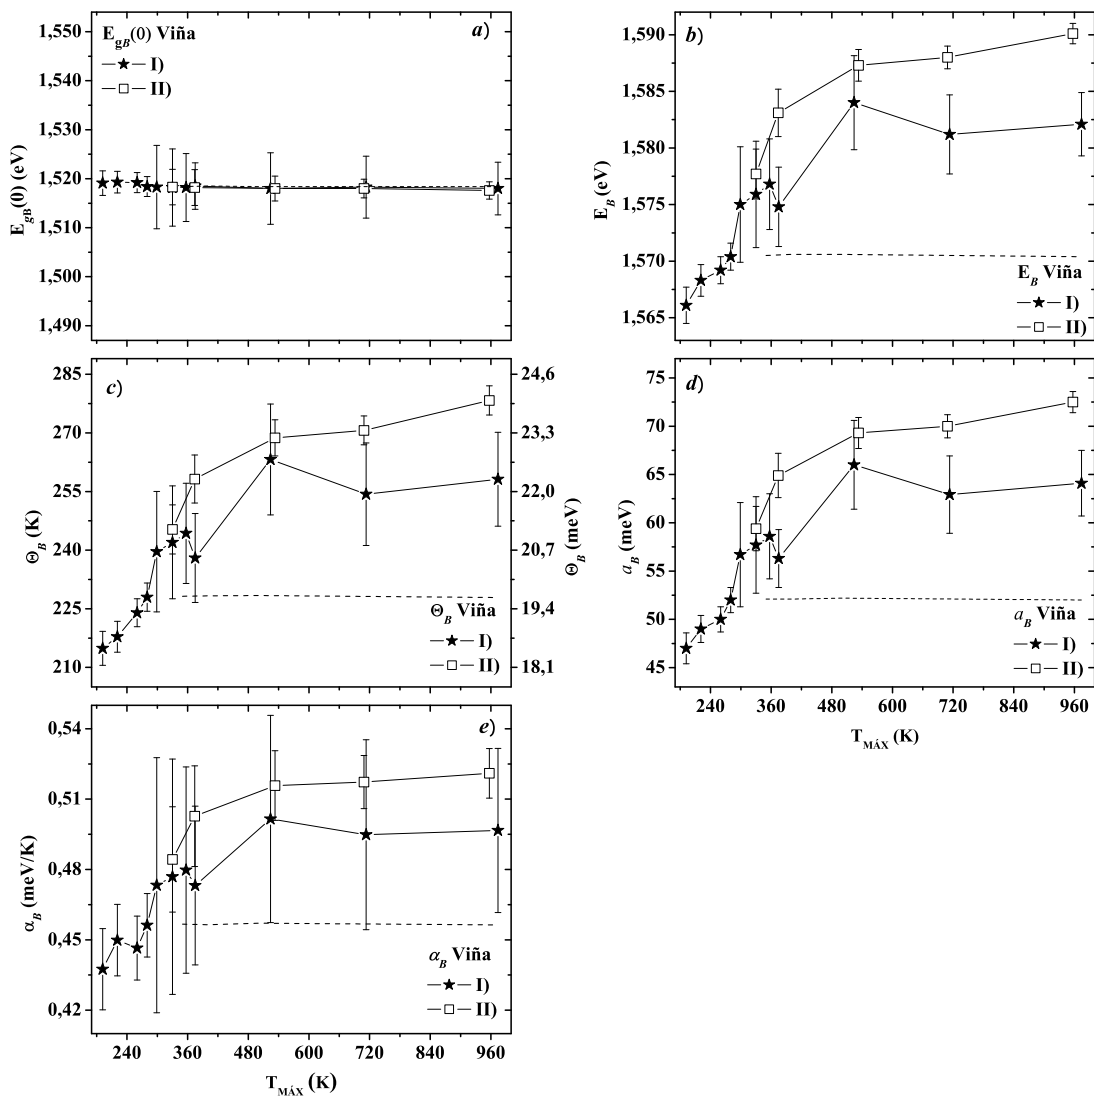 a)
E_gB(0) Viña
I)
II)
1,550
1,540
1,530
1,520
1,510
1,500
1,490
E_gB(0) (eV)
b)
1,590
1,585
1,580
1,575
1,570
1,565
E_B (eV)
E_B Viña
I)
II)
c)
285
270
255
240
225
210
Θ_B (K)
24,6
23,3
22,0
20,7
19,4
18,1
Θ_B (meV)
Θ_B Viña
I)
II)
d)
75
70
65
60
55
50
45
a_B (meV)
a_B Viña
I)
II)
240 360 480 600 720 840 960
T_MÁX (K)
e)
0,54
0,51
0,48
0,45
0,42
α_B (meV/K)
α_B Viña
I)
II)
240 360 480 600 720 840 960
T_MÁX (K)